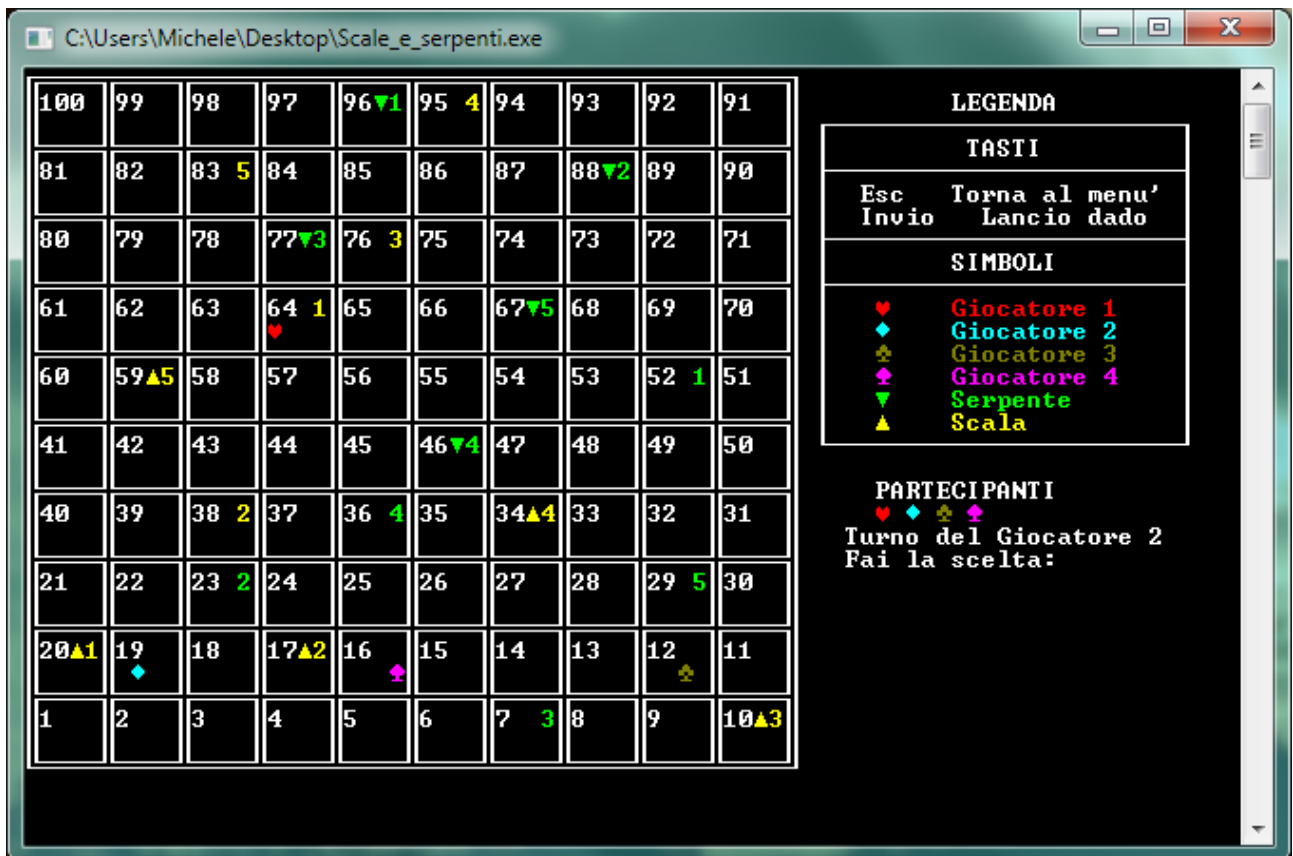 C:\Users\Michele\Desktop\Scale_e_serpenti.exe
100 99 98 97 96▼1 95 4 94 93 92 91
81 82 83 5 84 85 86 87 88▼2 89 90
80 79 78 77▼3 76 3 75 74 73 72 71
61 62 63 64 1 65 66 67▼5 68 69 70
♥
60 59▲5 58 57 56 55 54 53 52 1 51
41 42 43 44 45 46▼4 47 48 49 50
40 39 38 2 37 36 4 35 34▲4 33 32 31
21 22 23 2 24 25 26 27 28 29 5 30
20▲1 19 18 17▲2 16 15 14 13 12 11
♦ ♠ ♣
1 2 3 4 5 6 7 3 8 9 10▲3
LEGENDA
TASTI
Esc Torna al menu'
Invio Lancio dado
SIMBOLI
♥ Giocatore 1
♦ Giocatore 2
♣ Giocatore 3
♠ Giocatore 4
▼ Serpente
▲ Scala
PARTECIPANTI
♥ ♦ ♣ ♠
Turno del Giocatore 2
Fai la scelta: